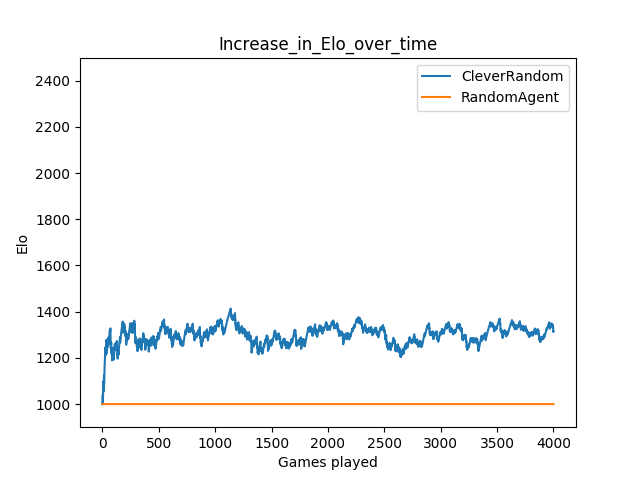 Increase_in_Elo_over_time
CleverRandom
RandomAgent
2400
2200
2000
1800
1600
1400
1200
1000
Elo
0 500 1000 1500 2000 2500 3000 3500 4000
Games played